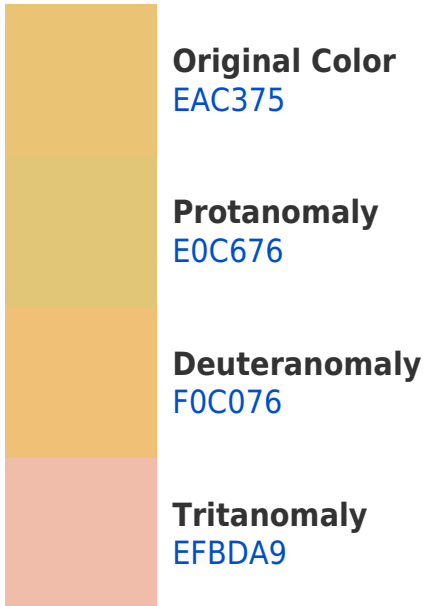 Original Color
EAC375
Protanomaly
E0C676
Deuteranomaly
F0C076
Tritanomaly
EFBDA9